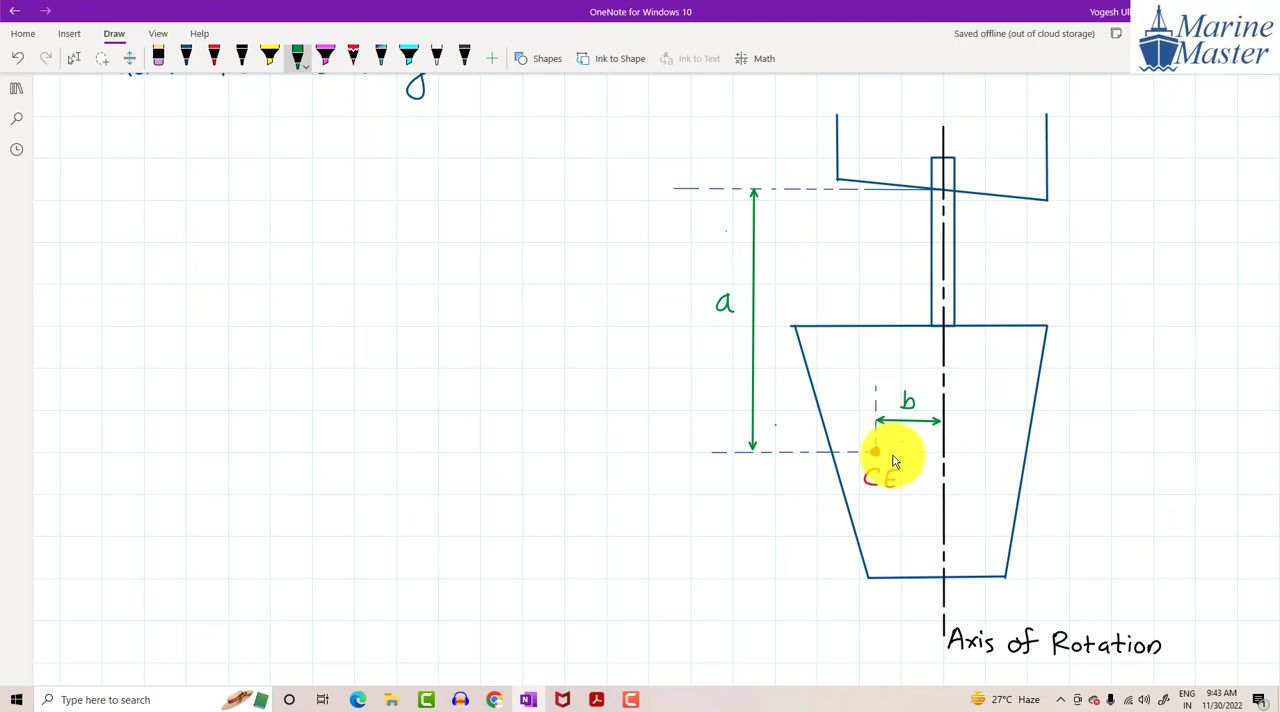 OneNote for Windows 10
Yogesh Ull
Marine
Master
Home Insert Draw View Help
Saved offline (out of cloud storage)
Shapes Ink to Shape Ink to Text Math
a
b
CE
Axis of Rotation
Type here to search
27°C Haze
ENG
IN
9:43 AM
11/30/2022